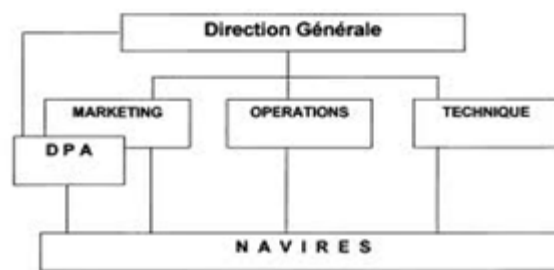 Direction Générale
MARKETING
OPERATIONS
TECHNIQUE
D P A
N A V I R E S